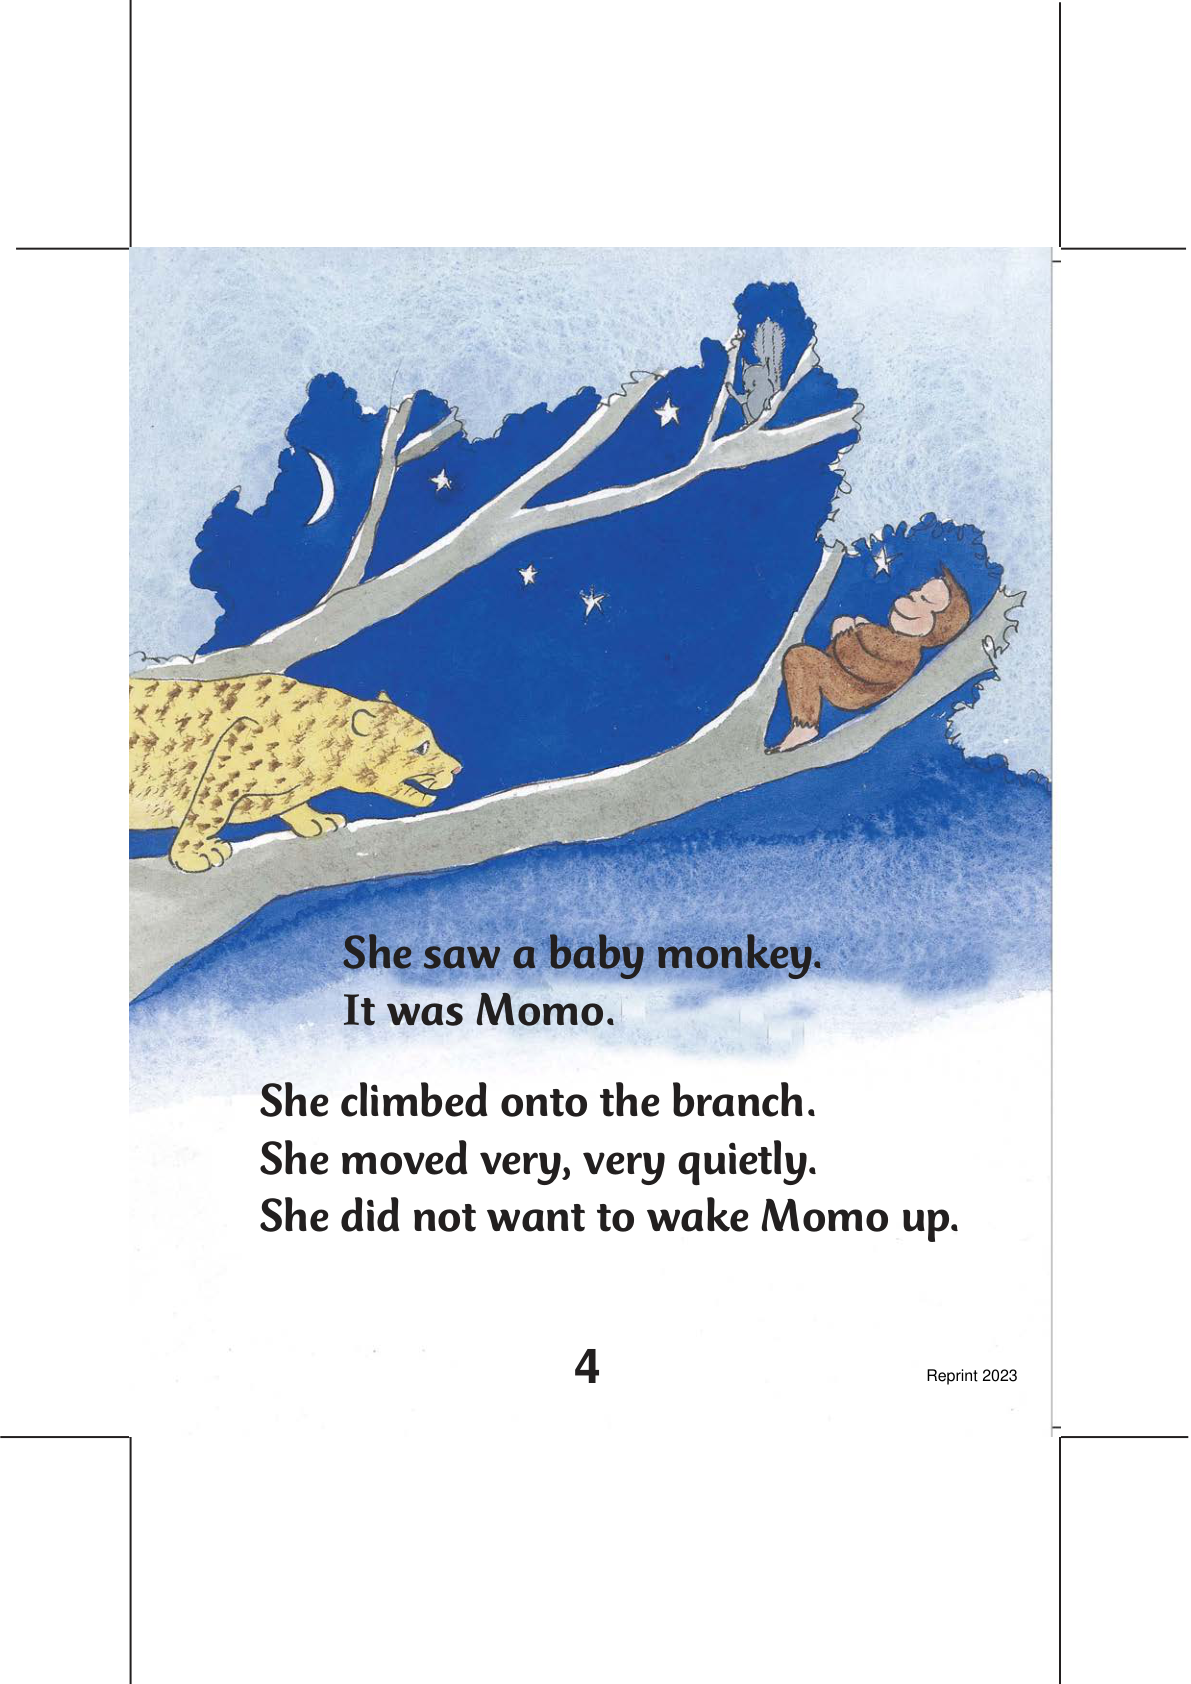 She saw a baby monkey.
It was Momo.
She climbed onto the branch.
She moved very, very quietly.
She did not want to wake Momo up.
4
Reprint 2023